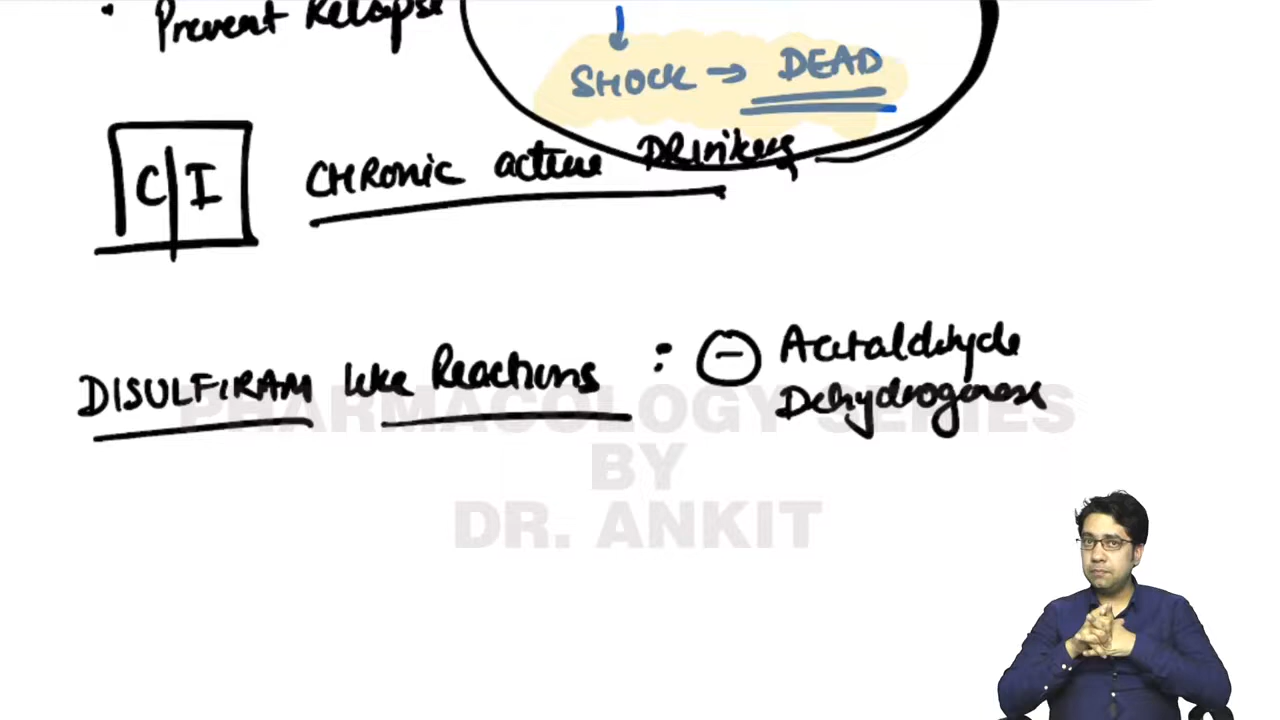 • Prevent Relapse
↓
SHOCK → DEAD
C | I CHRONIC active DRinkers
DISULFIRAM like Reactions : ⊖ Acetaldehyde
Dehydrogenase
PHARMACOLOGY SERIES
BY
DR. ANKIT